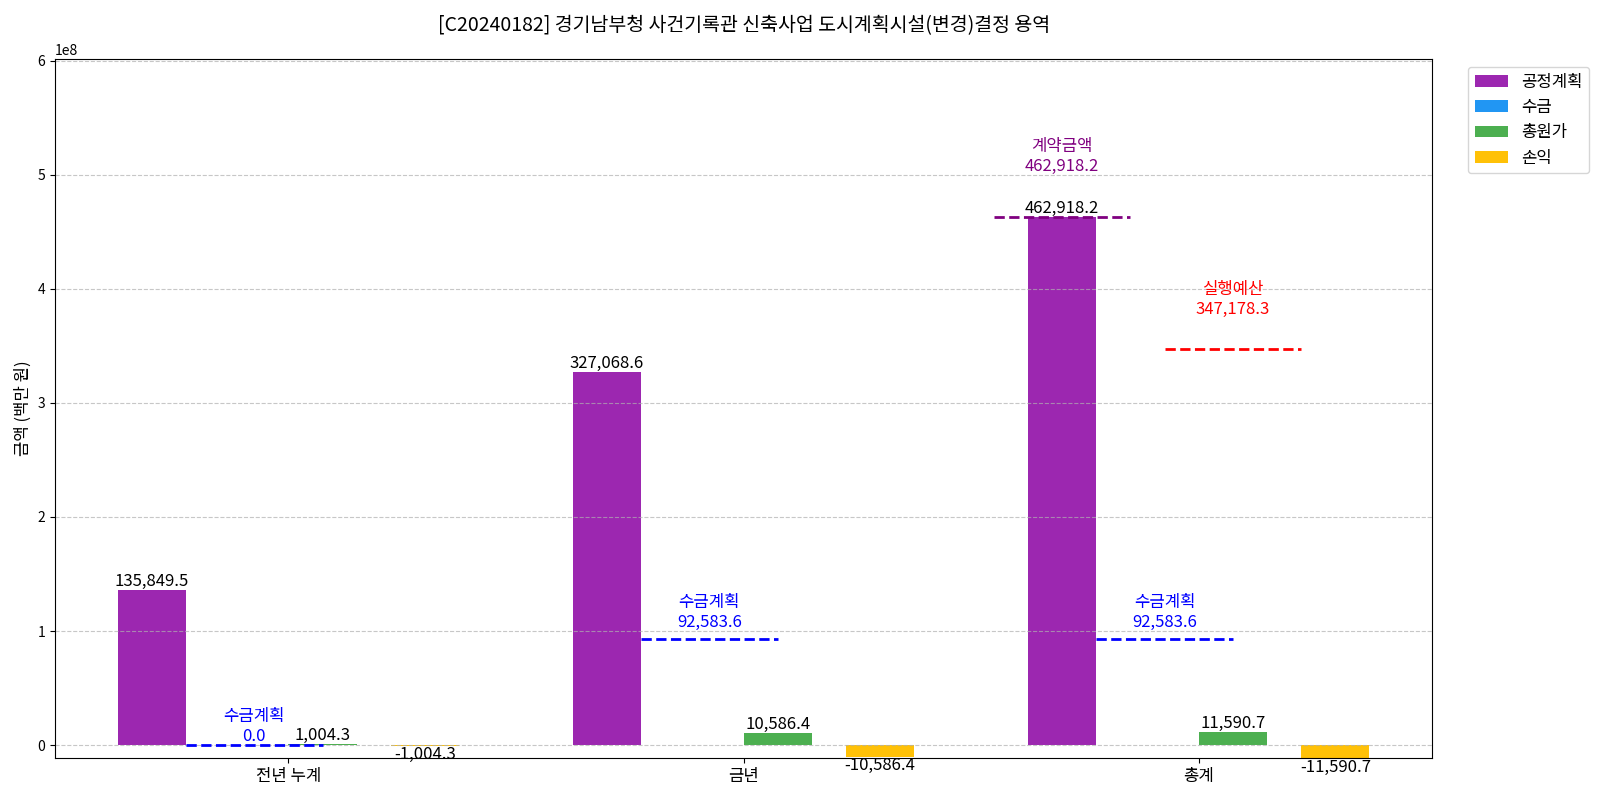 [C20240182] 경기남부청 사건기록관 신축사업 도시계획시설(변경)결정 용역
1e8
6
5
4
3
2
1
0
금액 (백만 원)
공정계획
수금
총원가
손익
계약금액
462,918.2
462,918.2
실행예산
347,178.3
327,068.6
135,849.5
수금계획
92,583.6
수금계획
92,583.6
수금계획
0.0
1,004.3
-1,004.3
10,586.4
-10,586.4
11,590.7
-11,590.7
전년 누계
금년
총계